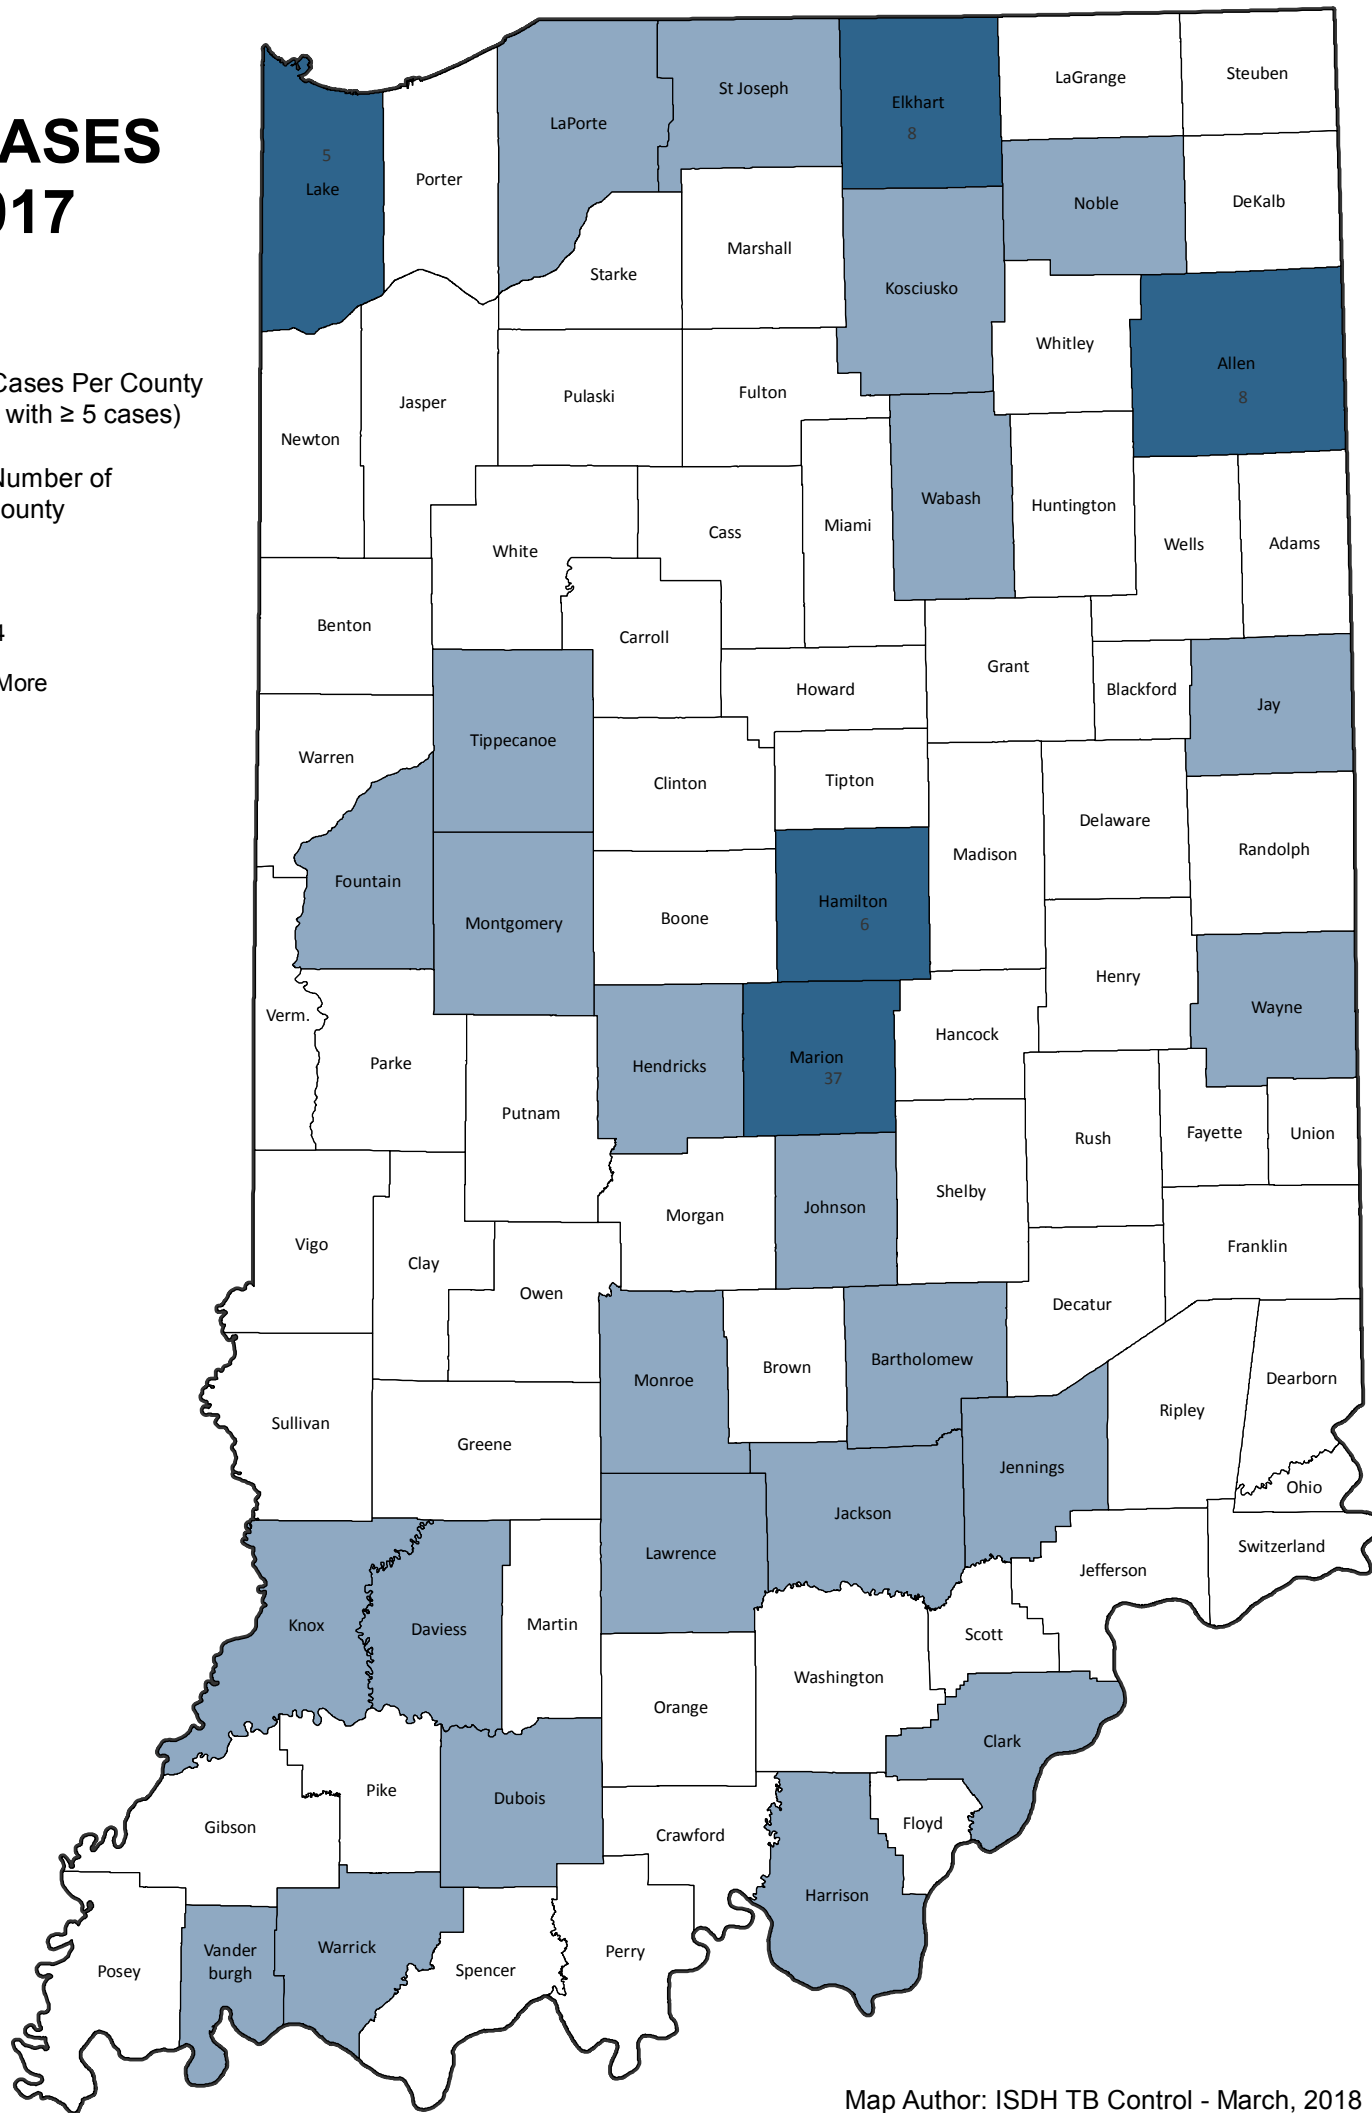 ASES
017
Cases Per County
with ≥ 5 cases)
Number of
ounty
4
More
LaGrange
Steuben
St Joseph
Elkhart
8
LaPorte
5
Lake
Porter
Noble
DeKalb
Marshall
Starke
Kosciusko
Whitley
Allen
8
Pulaski
Fulton
Jasper
Newton
Wabash
Huntington
Cass
Miami
Wells
Adams
White
Benton
Carroll
Grant
Howard
Blackford
Jay
Tippecanoe
Warren
Clinton
Tipton
Delaware
Madison
Randolph
Fountain
Hamilton
6
Montgomery
Boone
Henry
Wayne
Verm.
Hancock
Parke
Hendricks
Marion
37
Putnam
Rush
Fayette
Union
Shelby
Johnson
Morgan
Vigo
Franklin
Clay
Owen
Decatur
Bartholomew
Brown
Monroe
Dearborn
Ripley
Sullivan
Greene
Jennings
Ohio
Jackson
Lawrence
Switzerland
Jefferson
Knox
Daviess
Martin
Scott
Washington
Orange
Clark
Pike
Dubois
Gibson
Floyd
Crawford
Harrison
Warrick
Vander
burgh
Perry
Posey
Spencer
Map Author: ISDH TB Control - March, 2018